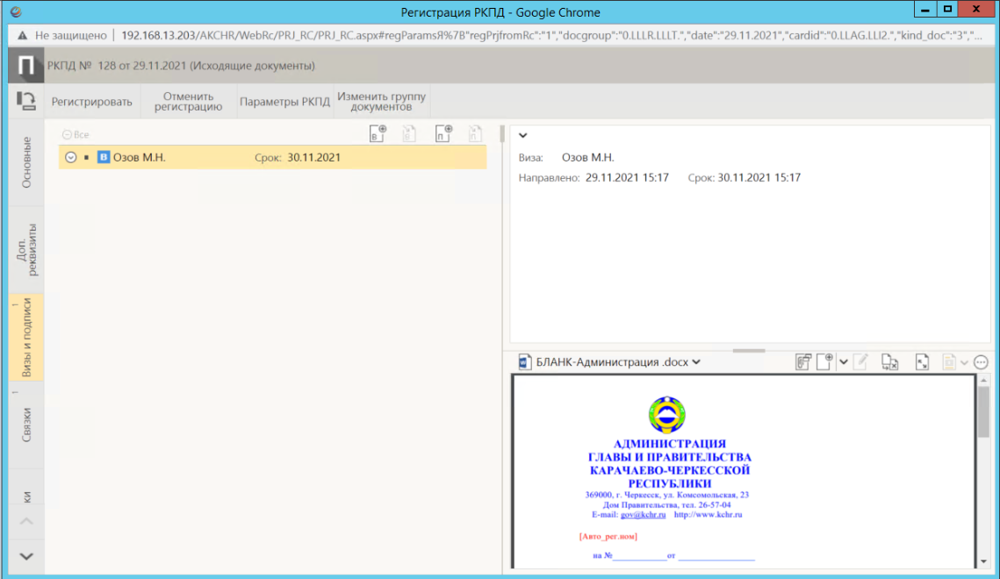 Регистрация РКПД - Google Chrome
Не защищено | 192.168.13.203/AKCHR/WebRc/PRJ_RC/PRJ_RC.aspx#regParamsЯ%7B"regPrjfromRc":"1","docgroup":"0.LLLR.LLLT.","date":"29.11.2021","cardid":"0.LLAG.LLI2.","kind_doc":"3","...
РКПД № 128 от 29.11.2021 (Исходящие документы)
Регистрировать
Отменить
регистрацию
Параметры РКПД
Изменить группу
документов
Основные
Доп.
реквизиты
1
Визы и подписи
1
Связки
ки
Все
В
В
П
П
В Озов М.Н. Срок: 30.11.2021
Виза: Озов М.Н.
Направлено: 29.11.2021 15:17 Срок: 30.11.2021 15:17
БЛАНК-Администрация .docx
АДМИНИСТРАЦИЯ
ГЛАВЫ И ПРАВИТЕЛЬСТВА
КАРАЧАЕВО-ЧЕРКЕССКОЙ
РЕСПУБЛИКИ
369000, г. Черкесск, ул. Комсомольская, 23
Дом Правительства, тел. 26-57-04
E-mail: gov@kchr.ru http://www.kchr.ru
[Авто_рег.ном]
на №____________от ________________